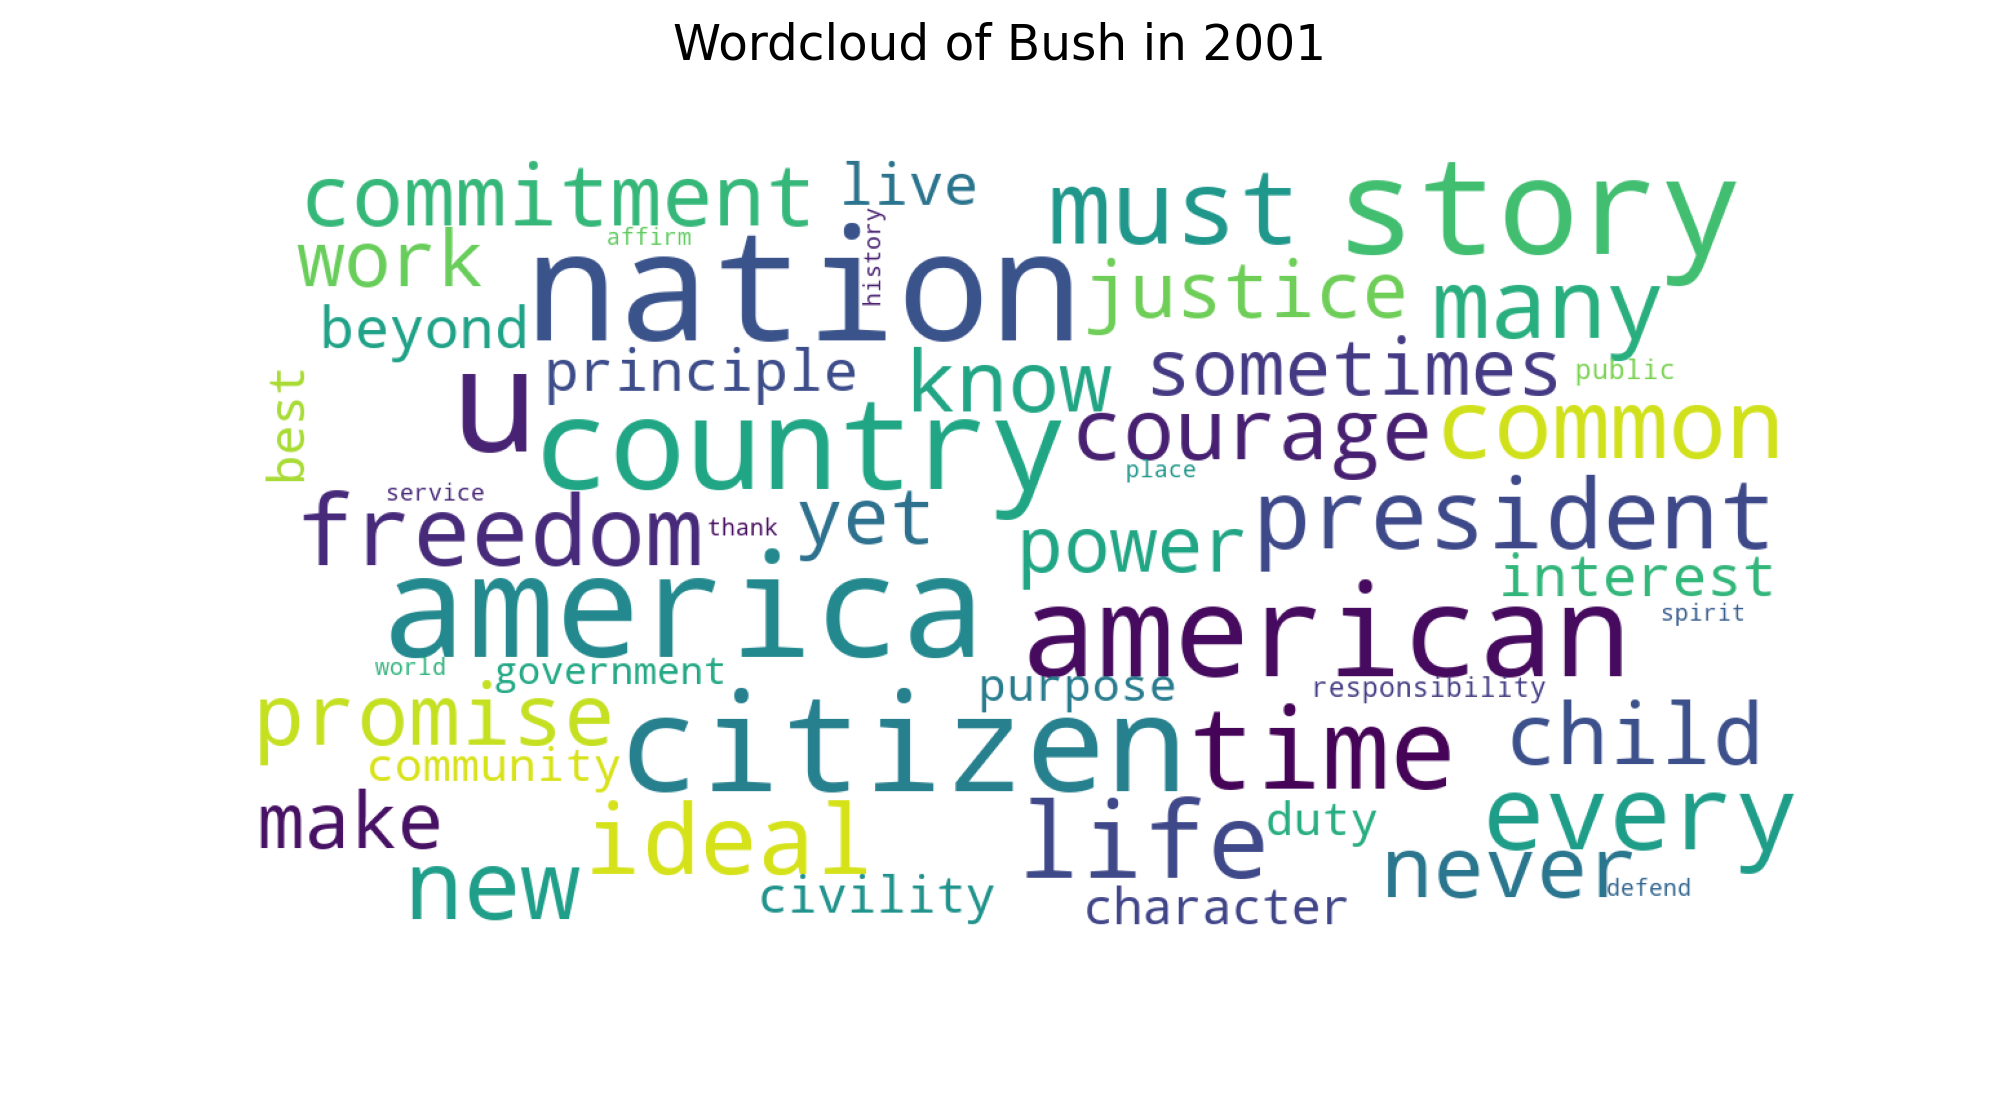 Wordcloud of Bush in 2001
commitment live must story
work affirm nation history justice many
beyond principle know sometimes public
best u country courage common
service place
freedom thank yet power president
america american interest spirit
world government purpose responsibility
promise citizen time child
community
make ideal life duty every
new civility character never defend